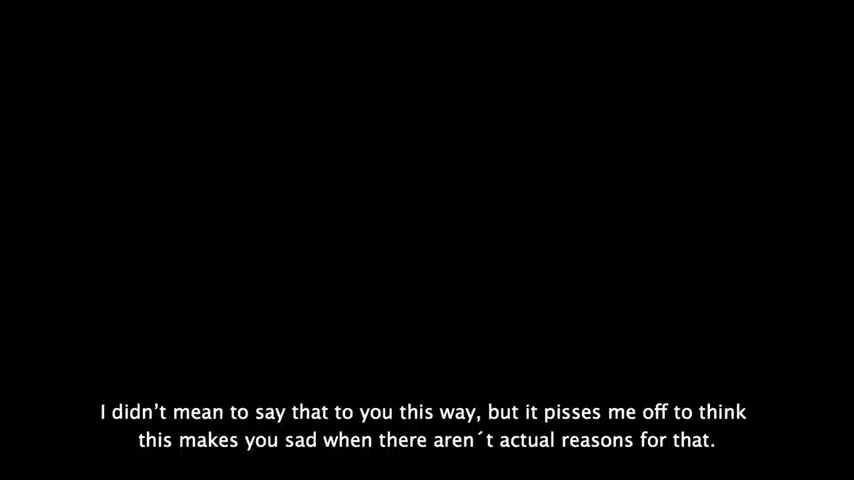 I didn’t mean to say that to you this way, but it pisses me off to think
this makes you sad when there aren´t actual reasons for that.